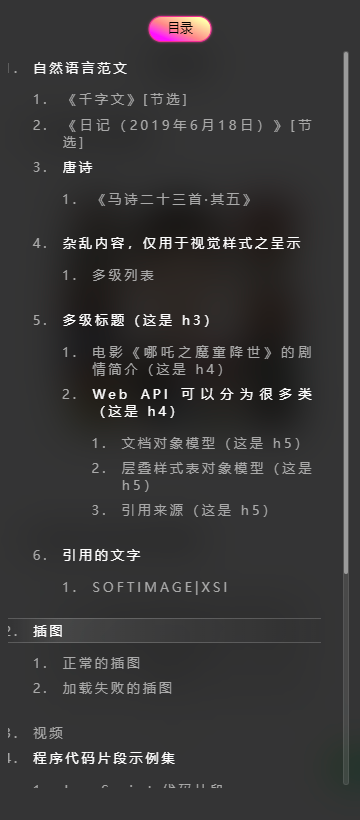 目录
1. 自然语言范文
1. 《千字文》[节选]
2. 《日记（2019年6月18日）》[节
选]
3. 唐诗
1. 《马诗二十三首·其五》
4. 杂乱内容，仅用于视觉样式之呈示
1. 多级列表
5. 多级标题（这是 h3）
1. 电影《哪吒之魔童降世》的剧
情简介（这是 h4）
2. Web API 可以分为很多类
（这是 h4）
1. 文档对象模型（这是 h5）
2. 层叠样式表对象模型（这是
h5）
3. 引用来源（这是 h5）
6. 引用的文字
1. SOFTIMAGE|XSI
2. 插图
1. 正常的插图
2. 加载失败的插图
3. 视频
4. 程序代码片段示例集